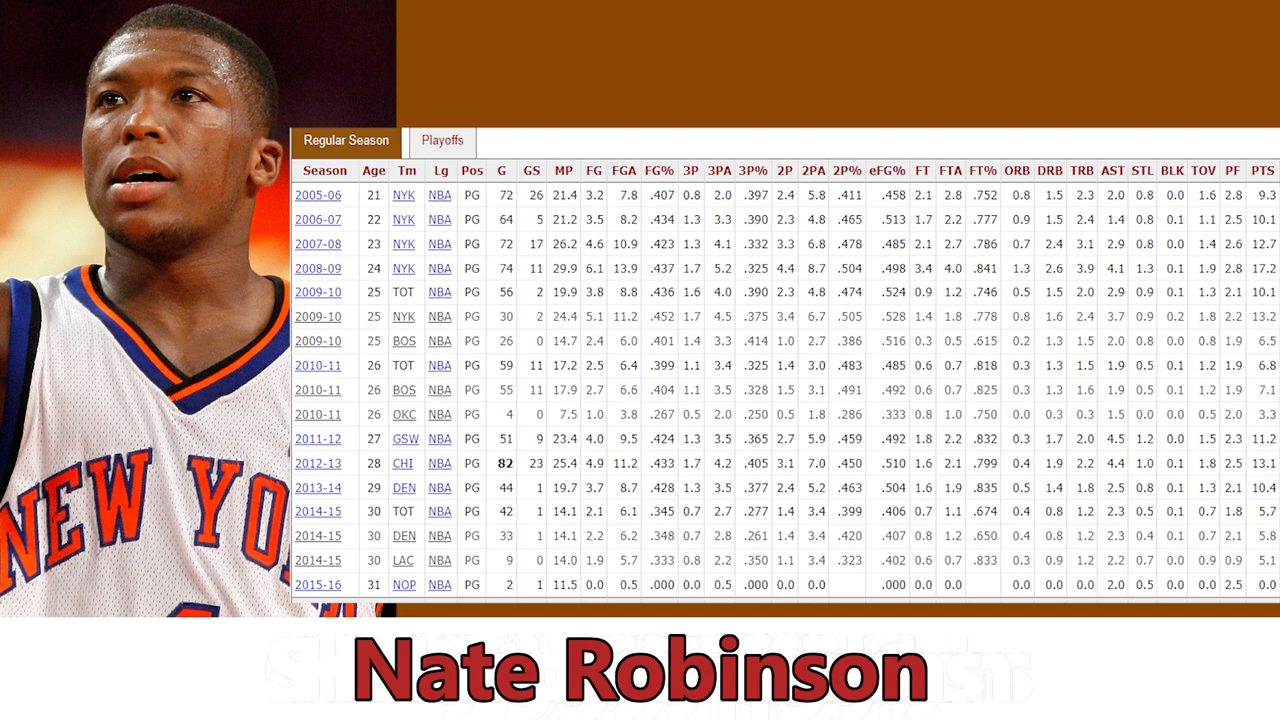 Regular Season Playoffs
Season Age Tm Lg Pos G GS MP FG FGA FG% 3P 3PA 3P% 2P 2PA 2P% eFG% FT FTA FT% ORB DRB TRB AST STL BLK TOV PF PTS
2005-06 21 NYK NBA PG 72 26 21.4 3.2 7.8 .407 0.8 2.0 .397 2.4 5.8 .411 .458 2.1 2.8 .752 0.8 1.5 2.3 2.0 0.8 0.0 1.6 2.8 9.3
2006-07 22 NYK NBA PG 64 5 21.2 3.5 8.2 .434 1.3 3.3 .390 2.3 4.8 .465 .513 1.7 2.2 .777 0.9 1.5 2.4 1.4 0.8 0.1 1.1 2.5 10.1
2007-08 23 NYK NBA PG 72 17 26.2 4.6 10.9 .423 1.3 4.1 .332 3.3 6.8 .478 .485 2.1 2.7 .786 0.7 2.4 3.1 2.9 0.8 0.0 1.4 2.6 12.7
2008-09 24 NYK NBA PG 74 11 29.9 6.1 13.9 .437 1.7 5.2 .325 4.4 8.7 .504 .498 3.4 4.0 .841 1.3 2.6 3.9 4.1 1.3 0.1 1.9 2.8 17.2
2009-10 25 TOT NBA PG 56 2 19.9 3.8 8.8 .436 1.6 4.0 .390 2.3 4.8 .474 .524 0.9 1.2 .746 0.5 1.5 2.0 2.9 0.9 0.1 1.3 2.1 10.1
2009-10 25 NYK NBA PG 30 2 24.4 5.1 11.2 .452 1.7 4.5 .375 3.4 6.7 .505 .528 1.4 1.8 .778 0.8 1.6 2.4 3.7 0.9 0.2 1.8 2.2 13.2
2009-10 25 BOS NBA PG 26 0 14.7 2.4 6.0 .401 1.4 3.3 .414 1.0 2.7 .386 .516 0.3 0.5 .615 0.2 1.3 1.5 2.0 0.8 0.0 0.8 1.9 6.5
2010-11 26 TOT NBA PG 59 11 17.2 2.5 6.4 .399 1.1 3.4 .325 1.4 3.0 .483 .485 0.6 0.7 .818 0.3 1.3 1.5 1.9 0.5 0.1 1.2 1.9 6.8
2010-11 26 BOS NBA PG 55 11 17.9 2.7 6.6 .404 1.1 3.5 .328 1.5 3.1 .491 .492 0.6 0.7 .825 0.3 1.3 1.6 1.9 0.5 0.1 1.2 1.9 7.1
2010-11 26 OKC NBA PG 4 0 7.5 1.0 3.8 .267 0.5 2.0 .250 0.5 1.8 .286 .333 0.8 1.0 .750 0.0 0.3 0.3 1.5 0.0 0.0 0.5 2.0 3.3
2011-12 27 GSW NBA PG 51 9 23.4 4.0 9.5 .424 1.3 3.5 .365 2.7 5.9 .459 .492 1.8 2.2 .832 0.3 1.7 2.0 4.5 1.2 0.0 1.5 2.3 11.2
2012-13 28 CHI NBA PG 82 23 25.4 4.9 11.2 .433 1.7 4.2 .405 3.1 7.0 .450 .510 1.6 2.1 .799 0.4 1.9 2.2 4.4 1.0 0.1 1.8 2.5 13.1
2013-14 29 DEN NBA PG 44 1 19.7 3.7 8.7 .428 1.3 3.5 .377 2.4 5.2 .463 .504 1.6 1.9 .835 0.5 1.4 1.8 2.5 0.8 0.1 1.3 2.1 10.4
2014-15 30 TOT NBA PG 42 1 14.1 2.1 6.1 .345 0.7 2.7 .277 1.4 3.4 .399 .406 0.7 1.1 .674 0.4 0.8 1.2 2.3 0.5 0.1 0.7 1.8 5.7
2014-15 30 DEN NBA PG 33 1 14.1 2.2 6.2 .348 0.7 2.8 .261 1.4 3.4 .420 .407 0.8 1.2 .650 0.4 0.8 1.2 2.3 0.4 0.1 0.6 2.1 5.8
2014-15 30 LAC NBA PG 9 0 14.0 1.9 5.7 .333 0.8 2.2 .350 1.1 3.4 .323 .402 0.6 0.7 .833 0.3 0.9 1.2 2.2 0.7 0.0 0.9 0.9 5.1
2015-16 31 NOP NBA PG 2 1 11.5 0.0 0.5 .000 0.0 0.5 .000 0.0 0.0 .000 0.0 0.0 0.0 0.0 0.0 2.0 0.5 0.0 0.0 2.5 0.0
NEW YO
Nate Robinson